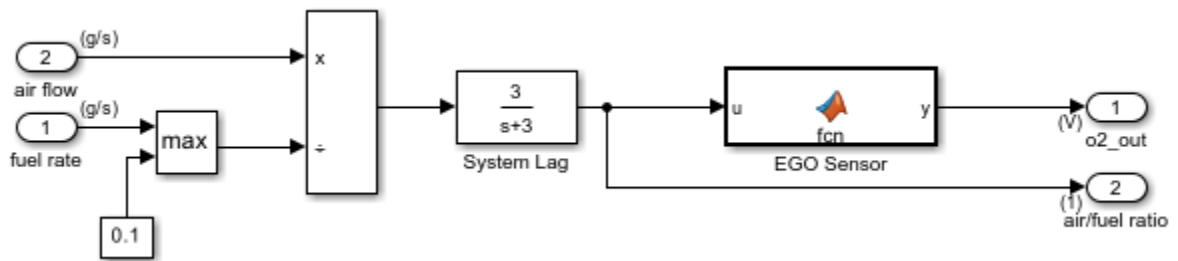 (g/s)
2
air flow
(g/s)
1
fuel rate
max
0.1
x
÷
3
s+3
System Lag
u
fcn
y
EGO Sensor
1
(V)
o2_out
2
(1)
air/fuel ratio